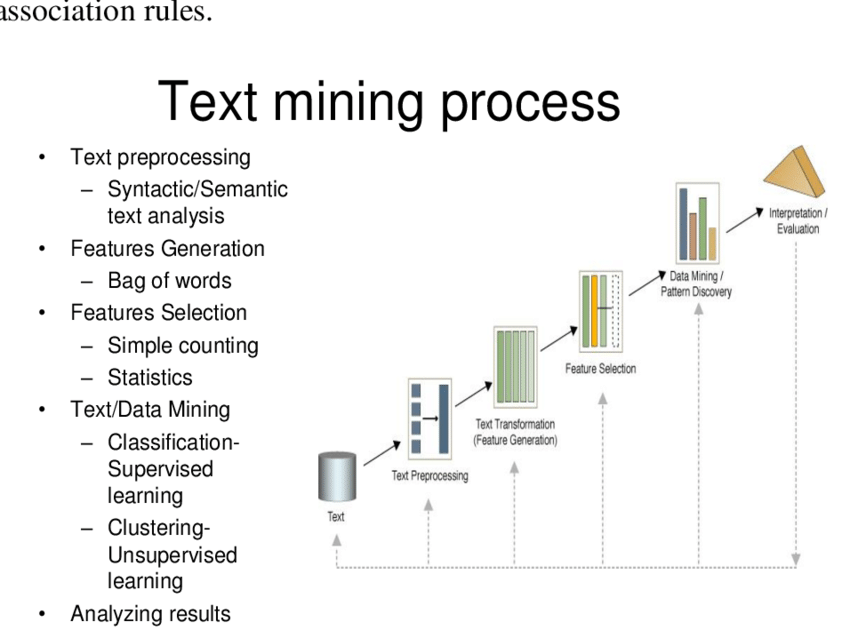 association rules.
Text mining process
• Text preprocessing
– Syntactic/Semantic
text analysis
• Features Generation
– Bag of words
• Features Selection
– Simple counting
– Statistics
• Text/Data Mining
– Classification-
Supervised
learning
– Clustering-
Unsupervised
learning
• Analyzing results
Text
Text Preprocessing
Text Transformation
(Feature Generation)
Feature Selection
Data Mining /
Pattern Discovery
Interpretation /
Evaluation